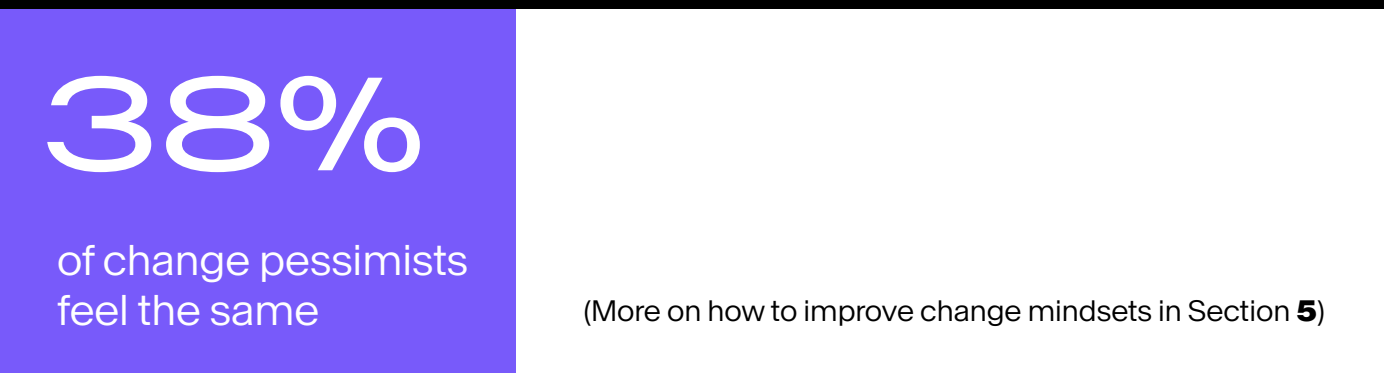 38%
of change pessimists
feel the same
(More on how to improve change mindsets in Section 5)